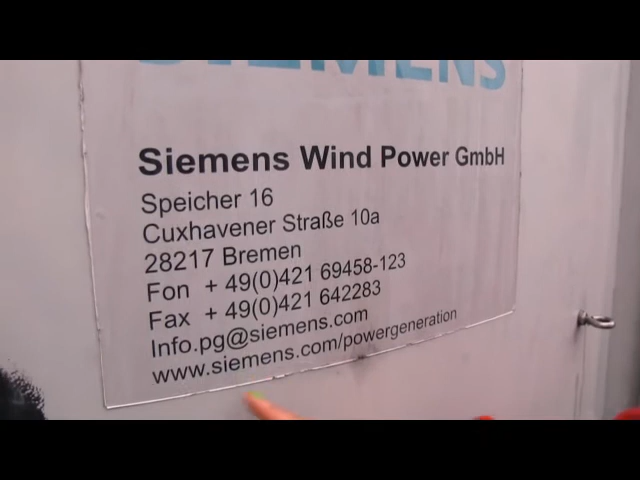 SIEMENS
Siemens Wind Power GmbH
Speicher 16
Cuxhavener Straße 10a
28217 Bremen
Fon + 49(0)421 69458-123
Fax + 49(0)421 642283
Info.pg@siemens.com
www.siemens.com/powergeneration